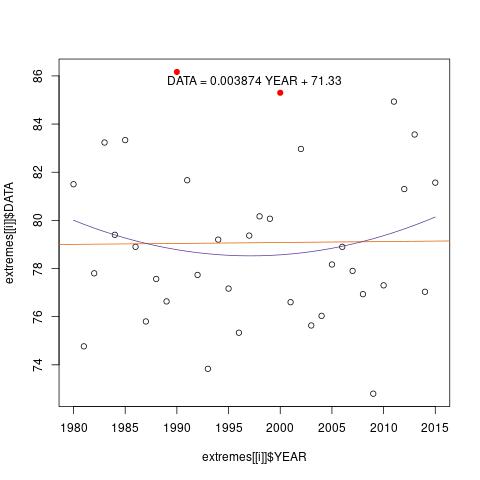 DATA = 0.003874 YEAR + 71.33
86
84
82
80
78
76
74
extremes[[i]]$DATA
1980 1985 1990 1995 2000 2005 2010 2015
extremes[[i]]$YEAR